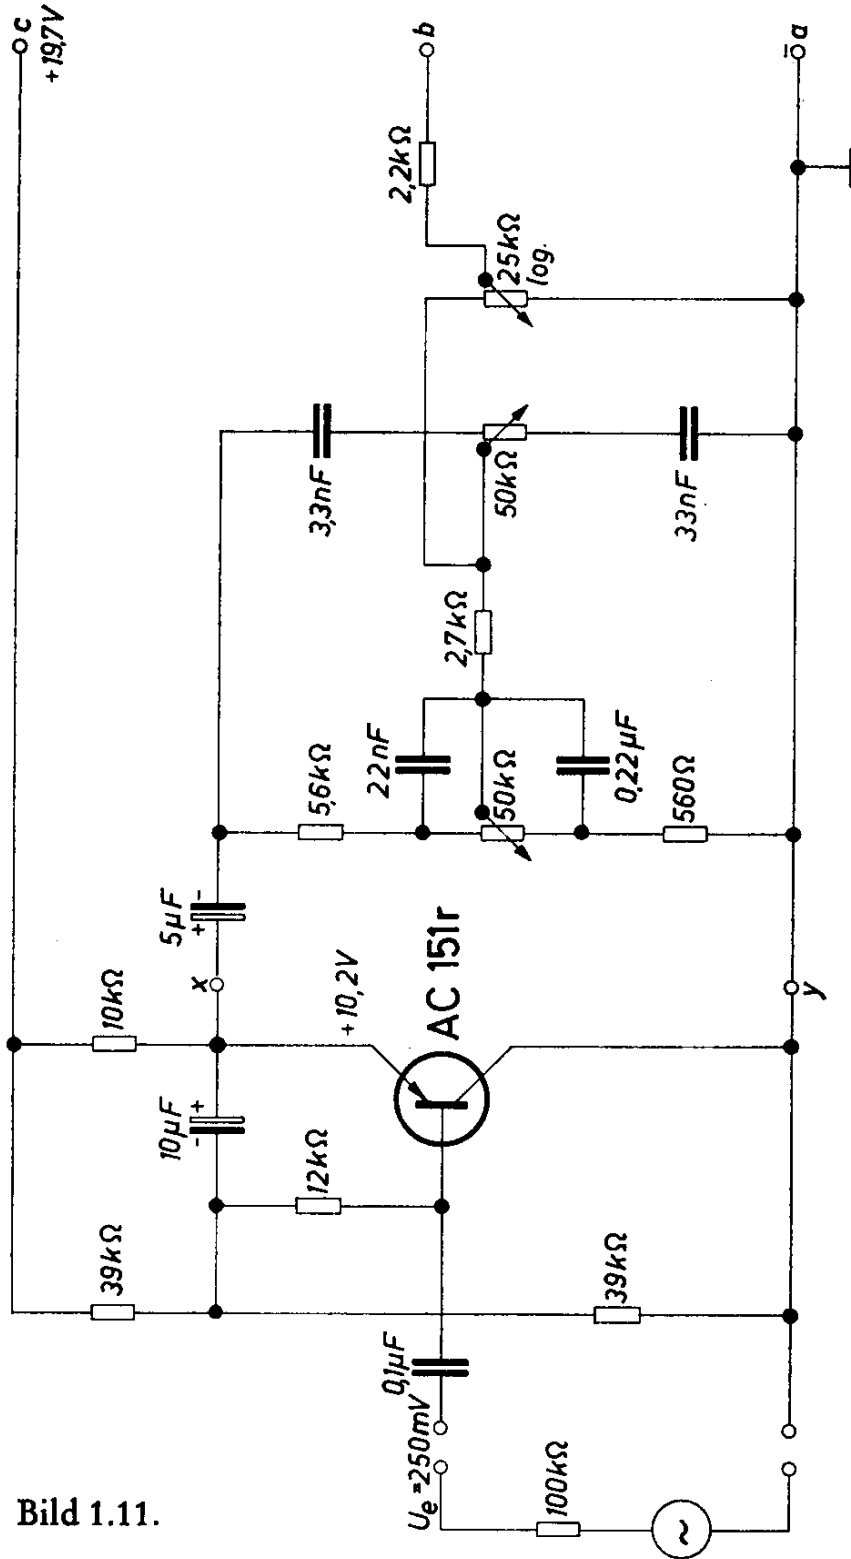 c
+19,7V
b
a
2,2kΩ
25kΩ
log.
3,3nF
50kΩ
33nF
2,7kΩ
5,6kΩ
22nF
50kΩ
0,22µF
560Ω
5µF
+
-
x
y
10kΩ
+10,2V
AC 151r
10µF
-
+
12kΩ
39kΩ
39kΩ
0,1µF
Ue = 250mV
100kΩ
~
Bild 1.11.